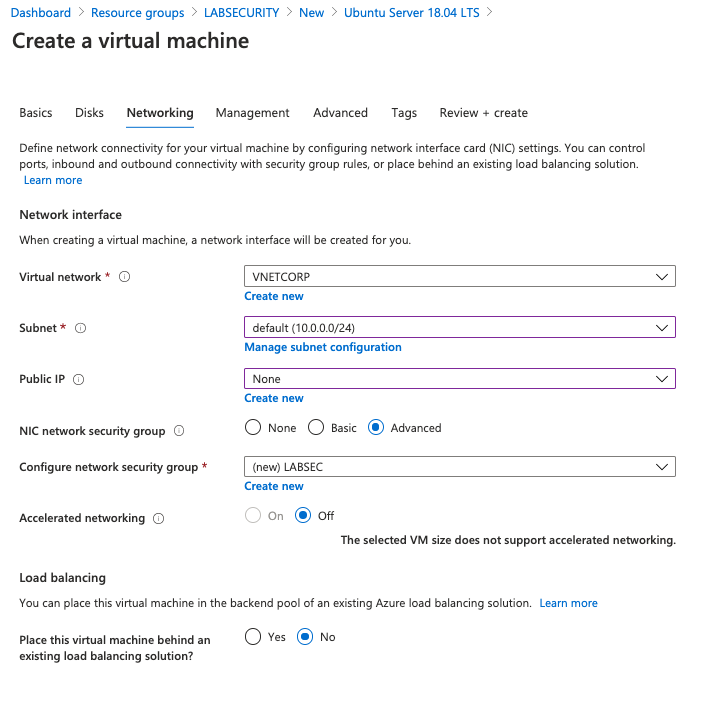 Dashboard > Resource groups > LABSECURITY > New > Ubuntu Server 18.04 LTS >
Create a virtual machine
Basics Disks Networking Management Advanced Tags Review + create
Define network connectivity for your virtual machine by configuring network interface card (NIC) settings. You can control
ports, inbound and outbound connectivity with security group rules, or place behind an existing load balancing solution.
Learn more
Network interface
When creating a virtual machine, a network interface will be created for you.
Virtual network * VNETCORP
Create new
Subnet * default (10.0.0.0/24)
Manage subnet configuration
Public IP None
Create new
NIC network security group None Basic Advanced
Configure network security group * (new) LABSEC
Create new
Accelerated networking On Off
The selected VM size does not support accelerated networking.
Load balancing
You can place this virtual machine in the backend pool of an existing Azure load balancing solution. Learn more
Place this virtual machine behind an
existing load balancing solution? Yes No